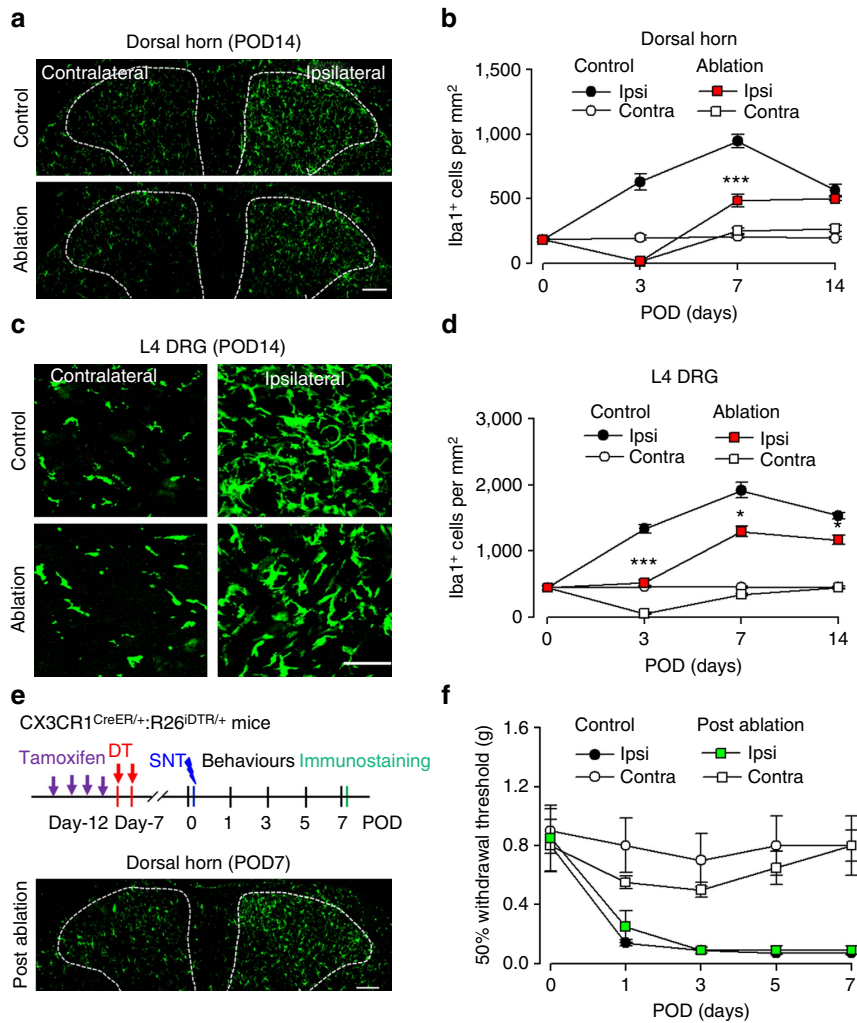 a
Dorsal horn (POD14)
Contralateral
Ipsilateral
Control
Ablation
b
Dorsal horn
Control
Ablation
Ipsi
Ipsi
Contra
Contra
Iba1⁺ cells per mm²
1,500
1,000
500
0
***
0
3
7
14
POD (days)
c
L4 DRG (POD14)
Contralateral
Ipsilateral
Control
Ablation
d
L4 DRG
Control
Ablation
Ipsi
Ipsi
Contra
Contra
Iba1⁺ cells per mm²
3,000
2,000
1,000
0
***
*
*
0
3
7
14
POD (days)
e
CX3CR1^CreER/+:R26^iDTR/+ mice
Tamoxifen
DT
SNT
Behaviours
Immunostaining
Day-12
Day-7
0
1
3
5
7
POD
Dorsal horn (POD7)
Post ablation
f
Control
Post ablation
Ipsi
Ipsi
Contra
Contra
50% withdrawal threshold (g)
1.6
1.2
0.8
0.4
0.0
0
1
3
5
7
POD (days)